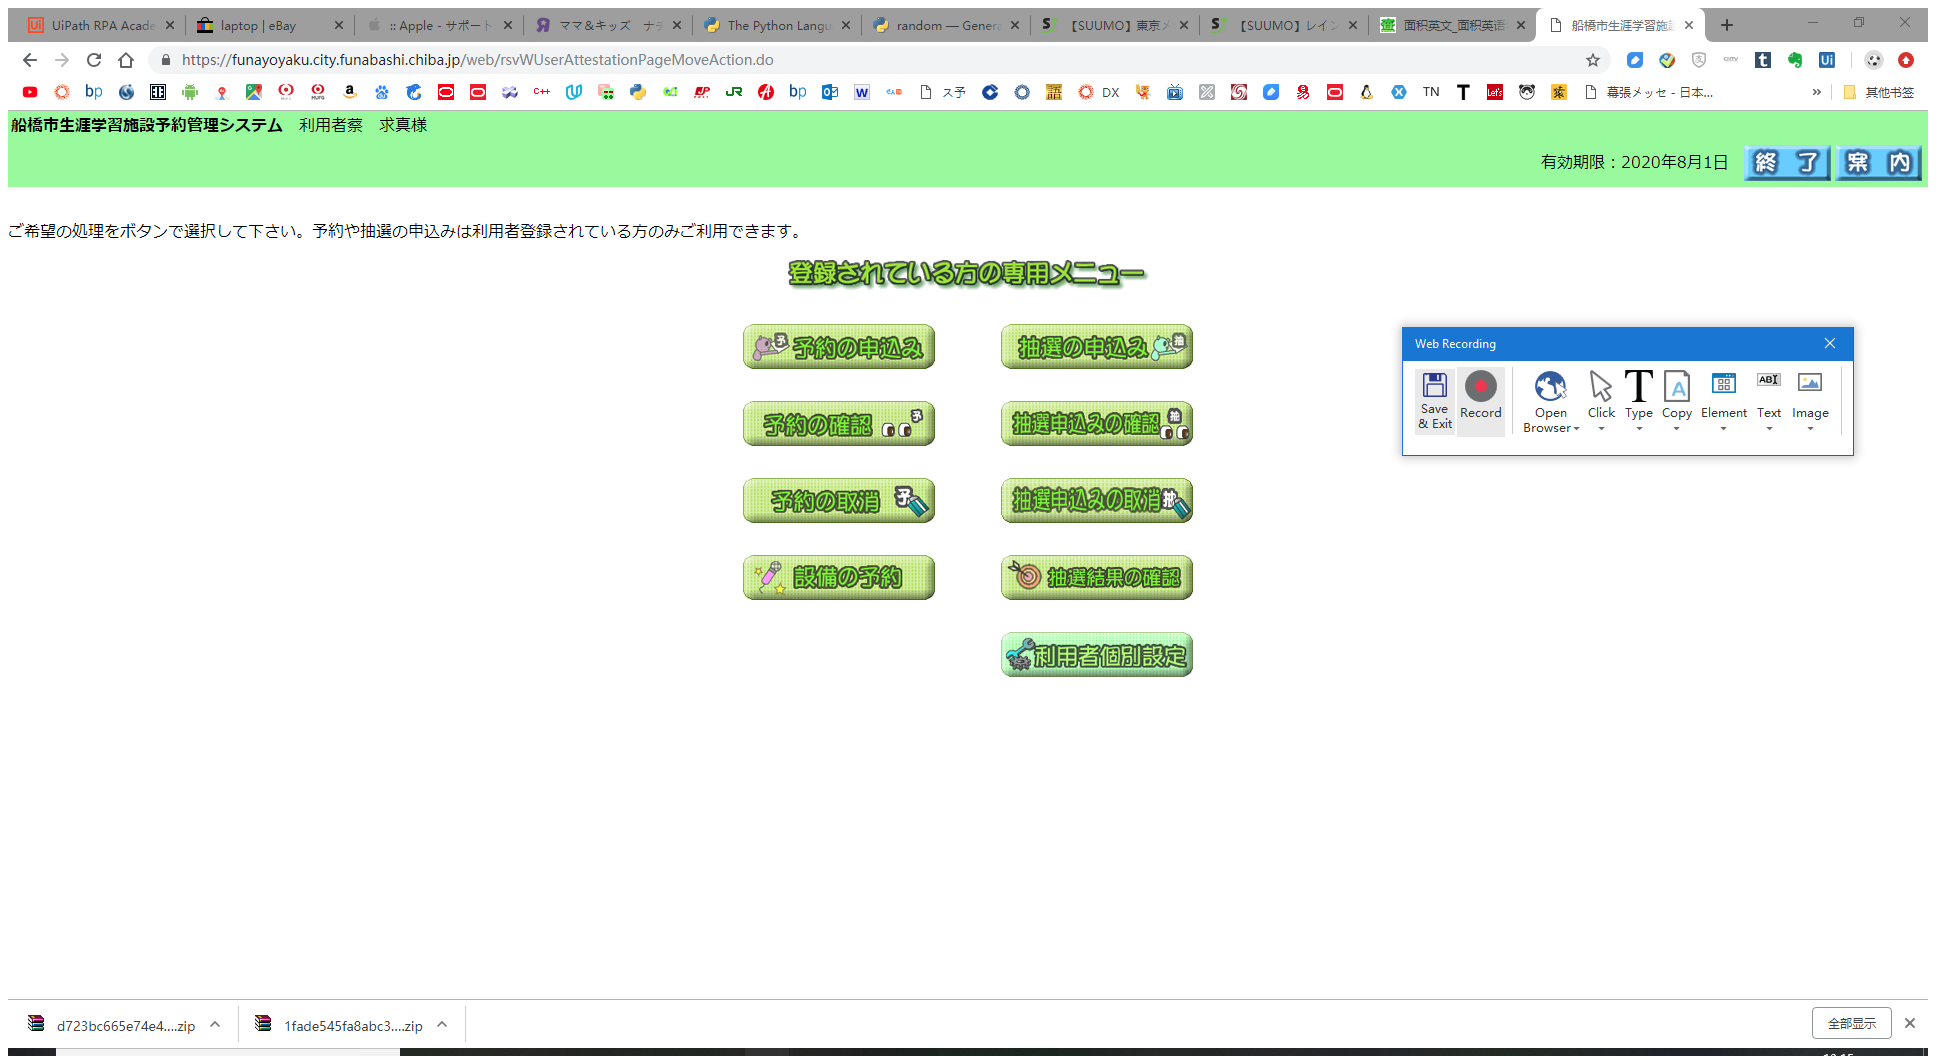 UiPath RPA Acade
laptop | eBay
:: Apple - サポート
ママ&キッズ ナチ
The Python Langu
random — Genera
【SUUMO】東京メ
【SUUMO】レイン
面积英文_面积英语
船橋市生涯学習施設
https://funayoyaku.city.funabashi.chiba.jp/web/rsvWUserAttestationPageMoveAction.do
bp
C++
JR
bp
ス予
DX
TN
T
幕張メッセ - 日本...
»
其他书签
船橋市生涯学習施設予約管理システム 利用者蔡 求真様
有効期限：2020年8月1日
終 了
案 内
ご希望の処理をボタンで選択して下さい。予約や抽選の申込みは利用者登録されている方のみご利用できます。
登録されている方の専用メニュー
予約の申込み
抽選の申込み
予約の確認
抽選申込みの確認
予約の取消
抽選申込みの取消
設備の予約
抽選結果の確認
利用者個別設定
Web Recording
Save & Exit
Record
Open Browser
Click
Type
Copy
Element
Text
Image
d723bc665e74e4....zip
1fade545fa8abc3....zip
全部显示